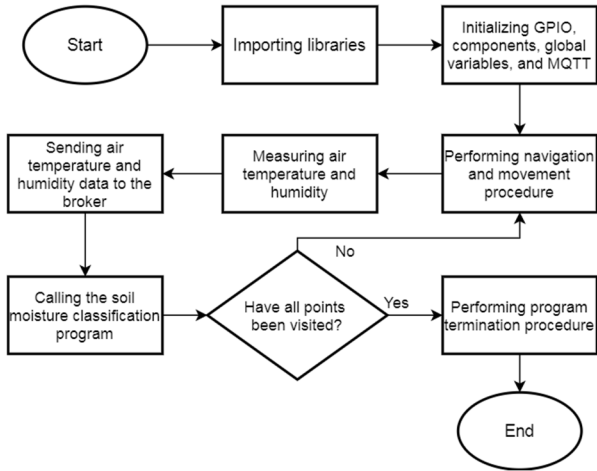 Start
Importing libraries
Initializing GPIO,
components, global
variables, and MQTT
Performing navigation
and movement
procedure
Measuring air
temperature and
humidity
Sending air
temperature and
humidity data to the
broker
Calling the soil
moisture classification
program
Have all points
been visited?
No
Yes
Performing program
termination procedure
End